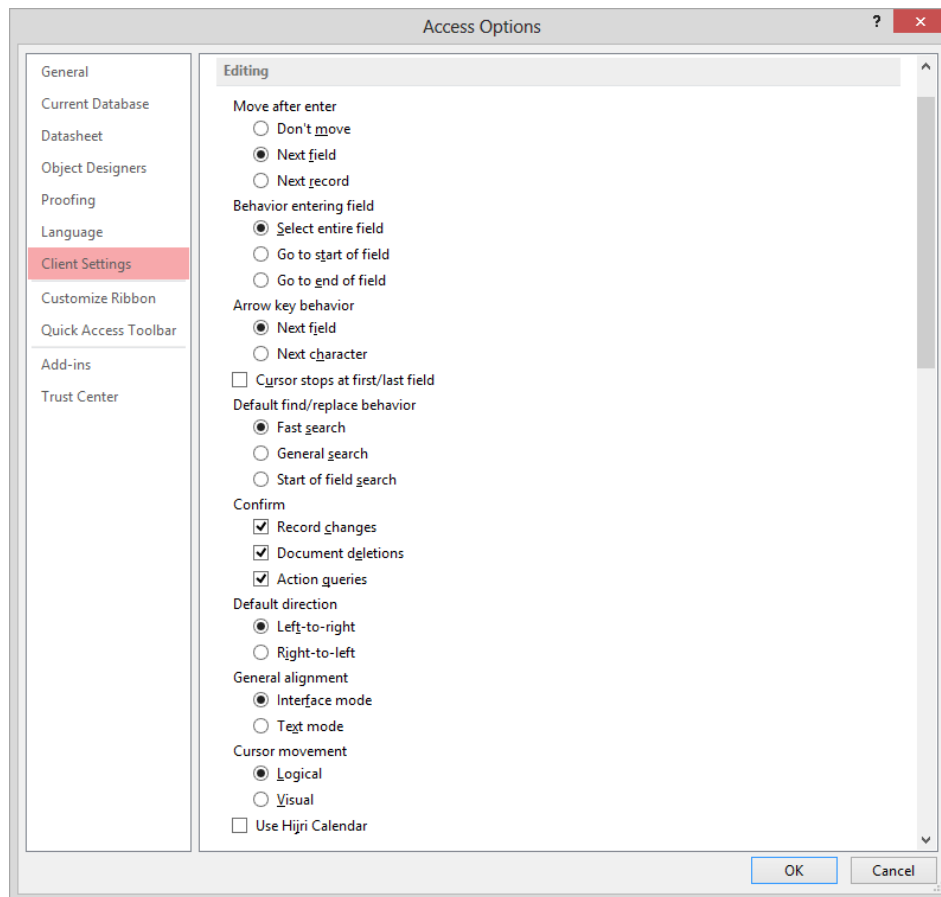 Access Options
?
General
Current Database
Datasheet
Object Designers
Proofing
Language
Client Settings
Customize Ribbon
Quick Access Toolbar
Add-ins
Trust Center
Editing
Move after enter
Don't move
Next field
Next record
Behavior entering field
Select entire field
Go to start of field
Go to end of field
Arrow key behavior
Next field
Next character
Cursor stops at first/last field
Default find/replace behavior
Fast search
General search
Start of field search
Confirm
Record changes
Document deletions
Action queries
Default direction
Left-to-right
Right-to-left
General alignment
Interface mode
Text mode
Cursor movement
Logical
Visual
Use Hijri Calendar
OK
Cancel